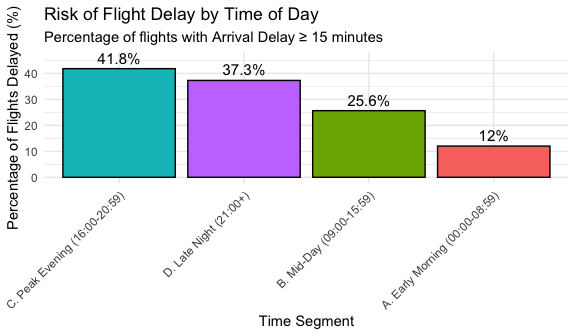 Risk of Flight Delay by Time of Day
Percentage of flights with Arrival Delay ≥ 15 minutes
Percentage of Flights Delayed (%)
40
30
20
10
0
41.8%
37.3%
25.6%
12%
C. Peak Evening (16:00-20:59)
D. Late Night (21:00+)
B. Mid-Day (09:00-15:59)
A. Early Morning (00:00-08:59)
Time Segment